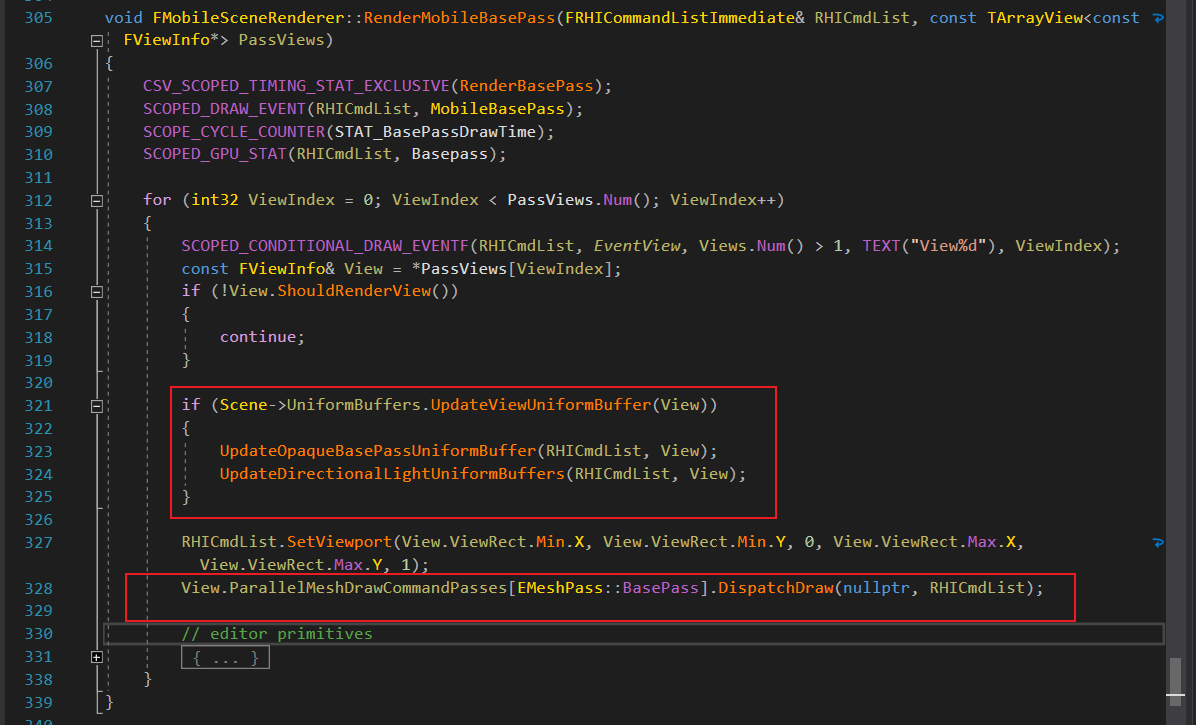 305 void FMobileSceneRenderer::RenderMobileBasePass(FRHICommandListImmediate& RHICmdList, const TArrayView<const
FViewInfo*> PassViews)
306 {
307 CSV_SCOPED_TIMING_STAT_EXCLUSIVE(RenderBasePass);
308 SCOPED_DRAW_EVENT(RHICmdList, MobileBasePass);
309 SCOPE_CYCLE_COUNTER(STAT_BasePassDrawTime);
310 SCOPED_GPU_STAT(RHICmdList, Basepass);
311
312 for (int32 ViewIndex = 0; ViewIndex < PassViews.Num(); ViewIndex++)
313 {
314 SCOPED_CONDITIONAL_DRAW_EVENTF(RHICmdList, EventView, Views.Num() > 1, TEXT("View%d"), ViewIndex);
315 const FViewInfo& View = *PassViews[ViewIndex];
316 if (!View.ShouldRenderView())
317 {
318 continue;
319 }
320
321 if (Scene->UniformBuffers.UpdateViewUniformBuffer(View))
322 {
323 UpdateOpaqueBasePassUniformBuffer(RHICmdList, View);
324 UpdateDirectionalLightUniformBuffers(RHICmdList, View);
325 }
326
327 RHICmdList.SetViewport(View.ViewRect.Min.X, View.ViewRect.Min.Y, 0, View.ViewRect.Max.X,
View.ViewRect.Max.Y, 1);
328 View.ParallelMeshDrawCommandPasses[EMeshPass::BasePass].DispatchDraw(nullptr, RHICmdList);
329
330 // editor primitives
331 { ... }
338 }
339 }